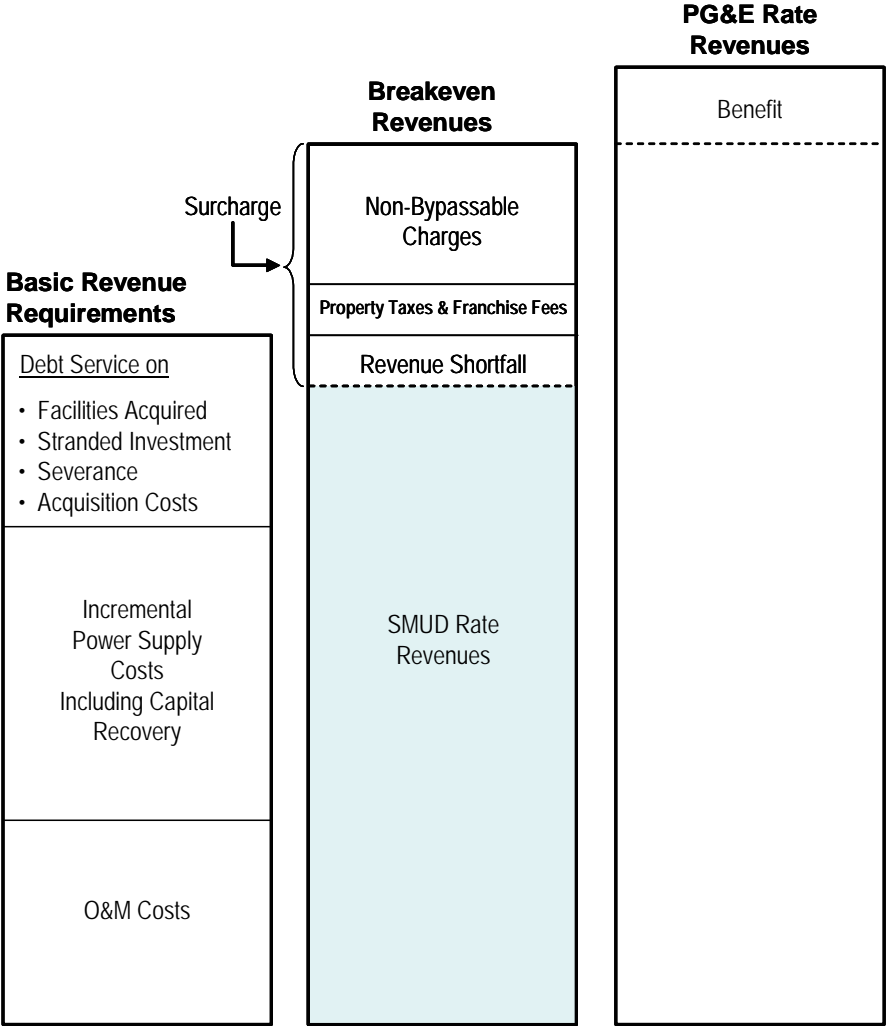 PG&E Rate
Revenues
Benefit
Breakeven
Revenues
Surcharge
Non-Bypassable
Charges
Property Taxes & Franchise Fees
Revenue Shortfall
SMUD Rate
Revenues
Basic Revenue
Requirements
Debt Service on
• Facilities Acquired
• Stranded Investment
• Severance
• Acquisition Costs
Incremental
Power Supply
Costs
Including Capital
Recovery
O&M Costs